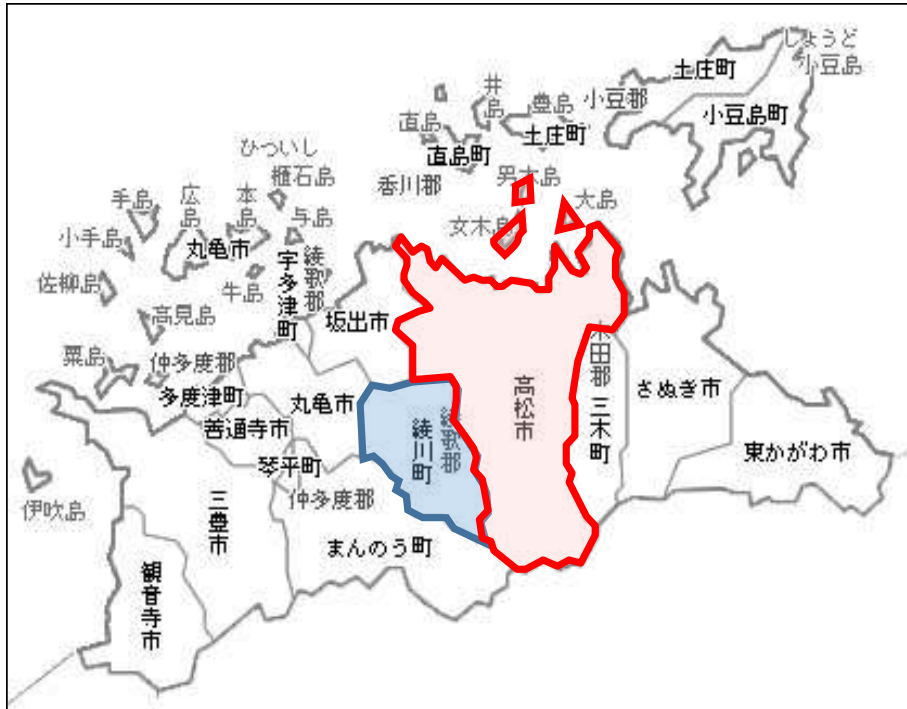 しょうど
小豆島
土庄町
小豆郡
小豆島町
井島
豊島
土庄町
直島
直島町
香川郡
男木島
大島
女木島
ひついし
櫃石島
与島
本島
広島
手島
小手島
丸亀市
牛島
佐柳島
高見島
粟島
綾歌郡
宇多津町
坂出市
仲多度郡
多度津町
丸亀市
善通寺市
琴平町
仲多度郡
綾歌郡
綾川町
高松市
木田郡
三木町
さぬき市
東かがわ市
伊吹島
三豊市
まんのう町
観音寺市